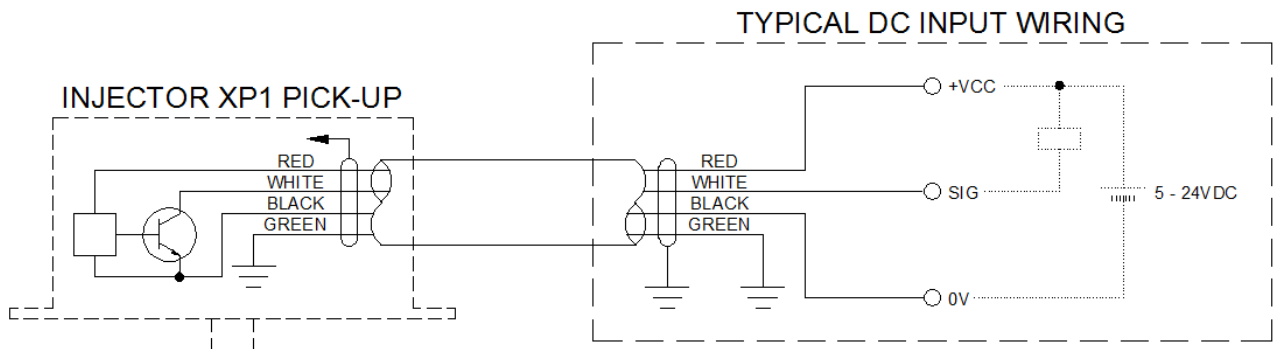 TYPICAL DC INPUT WIRING
INJECTOR XP1 PICK-UP
RED
WHITE
BLACK
GREEN
RED
WHITE
BLACK
GREEN
+VCC
SIG
5 - 24VDC
0V